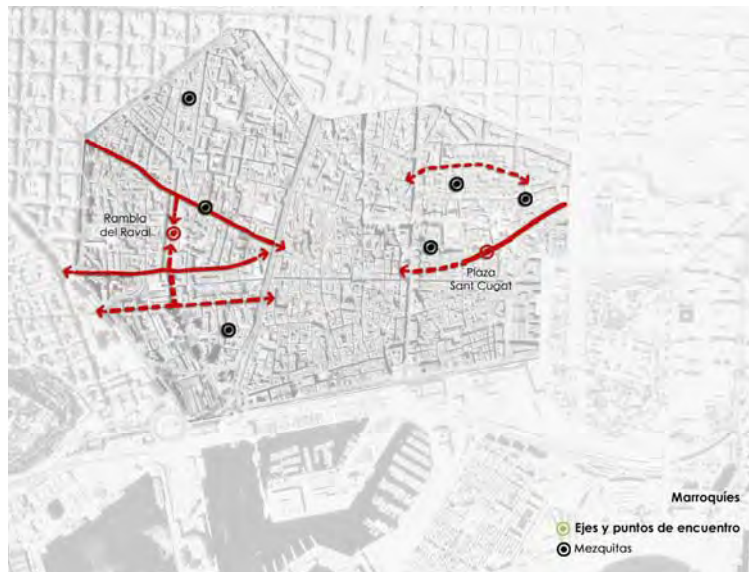 Rambla
del Raval
Plaza
Sant Cugat
Marroquíes
Ejes y puntos de encuentro
Mezquitas